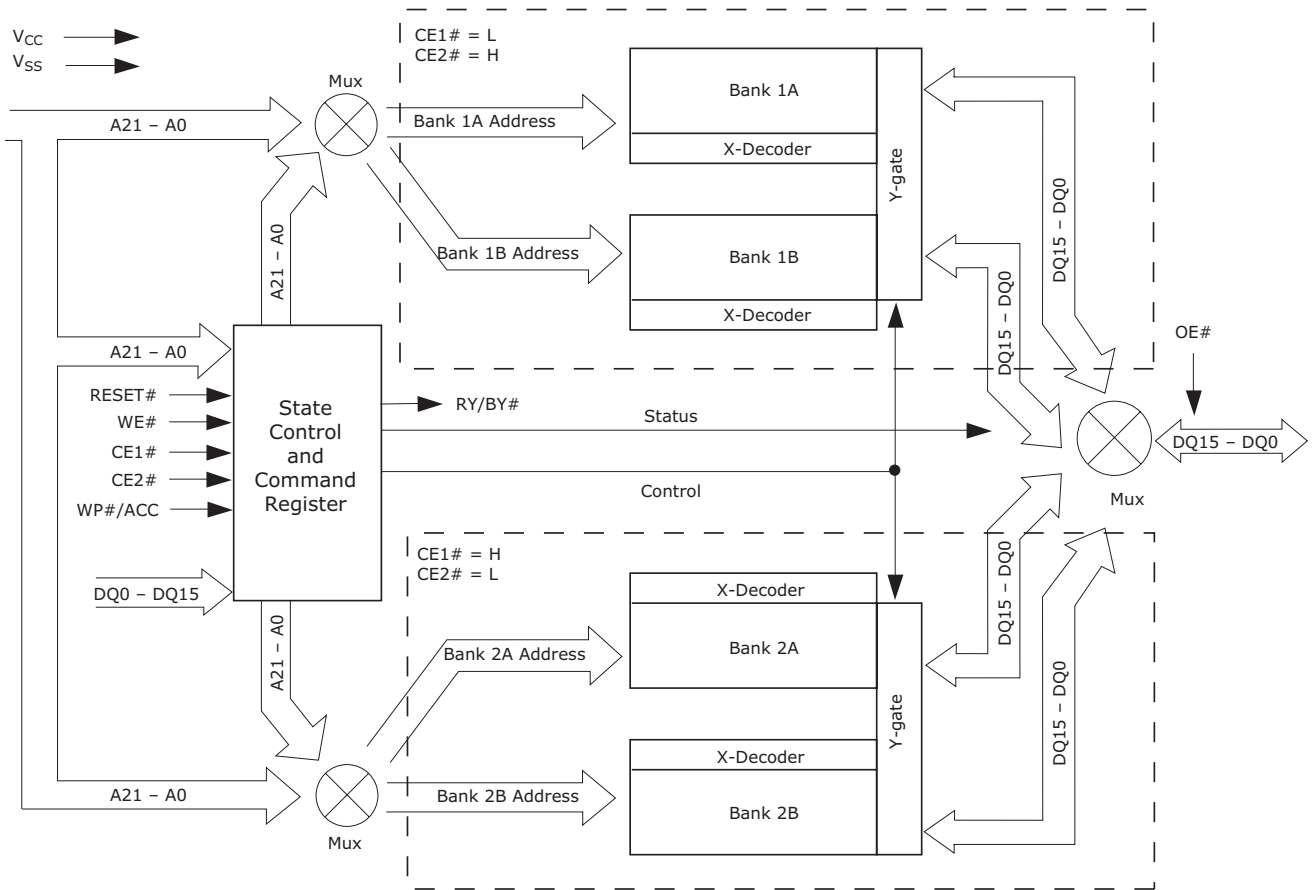 VCC
VSS
CE1# = L
CE2# = H
Mux
A21 – A0
Bank 1A Address
Bank 1A
X-Decoder
Y-gate
DQ15 – DQ0
A21 – A0
Bank 1B Address
Bank 1B
X-Decoder
DQ15 – DQ0
A21 – A0
RESET#
WE#
CE1#
CE2#
WP#/ACC
DQ0 – DQ15
State
Control
and
Command
Register
RY/BY#
Status
Control
OE#
DQ15 – DQ0
Mux
CE1# = H
CE2# = L
A21 – A0
Bank 2A Address
X-Decoder
Bank 2A
Y-gate
DQ15 – DQ0
DQ15 – DQ0
A21 – A0
Mux
Bank 2B Address
X-Decoder
Bank 2B